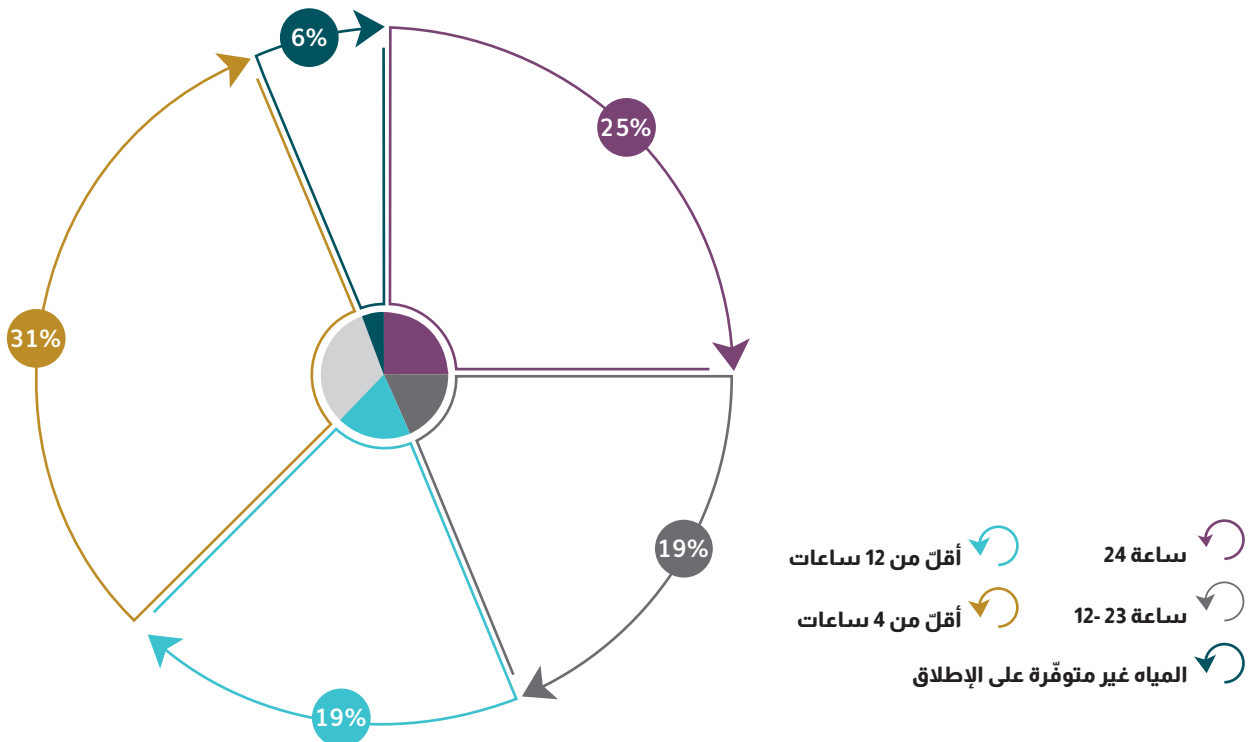 6%
25%
31%
19%
19%
ساعة 24
أقلّ من 12 ساعات
12- 23 ساعة
أقلّ من 4 ساعات
المياه غير متوفّرة على الإطلاق